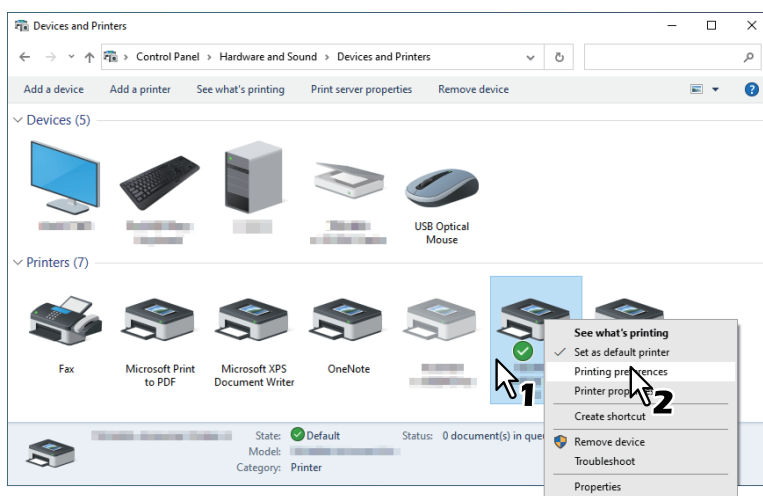 Devices and Printers
Control Panel > Hardware and Sound > Devices and Printers
Add a device Add a printer See what's printing Print server properties Remove device
Devices (5)
USB Optical
Mouse
Printers (7)
Fax
Microsoft Print
to PDF
Microsoft XPS
Document Writer
OneNote
See what's printing
Set as default printer
Printing preferences
Printer properties
Create shortcut
Remove device
Troubleshoot
Properties
1
2
State: Default Status: 0 document(s) in queue
Model:
Category: Printer